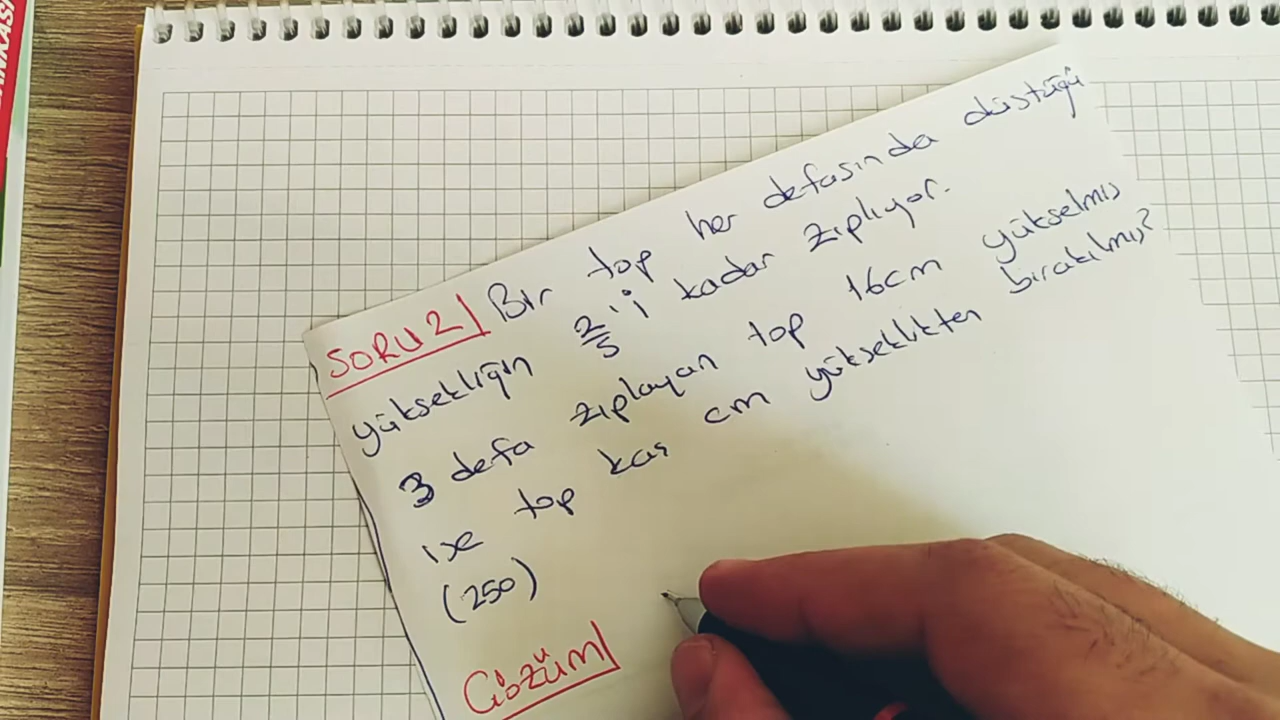 SORU 2 Bir top her defasında düştüğü
yüksekliğin 2/5'i kadar zıplıyor.
3 defa zıplayan top 16cm yükselmiş
ise top kaç cm yükseklikten bırakılmış?
(250)
Çözüm